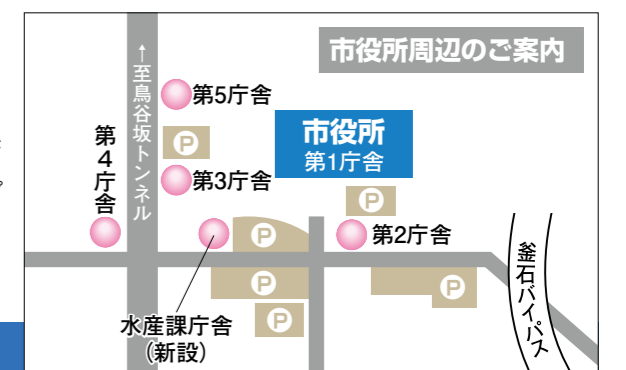 市役所周辺のご案内
↑至鳥谷坂トンネル
第5庁舎
P
市役所
第1庁舎
第4庁舎
第3庁舎
P
P
第2庁舎
釜石バイパス
P
P
P
水産課庁舎
(新設)